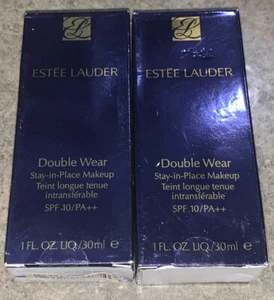 ESTĒE LAUDER
Double Wear
Stay-in-Place Makeup
Teint longue tenue
intransférable
SPF 10/PA++
1 FL. OZ. LIQ./30ml e
ESTĒE LAUDER
Double Wear
Stay-in-Place Makeup
Teint longue tenue
intransférable
SPF 10/PA++
1 FL. OZ. LIQ./30ml e